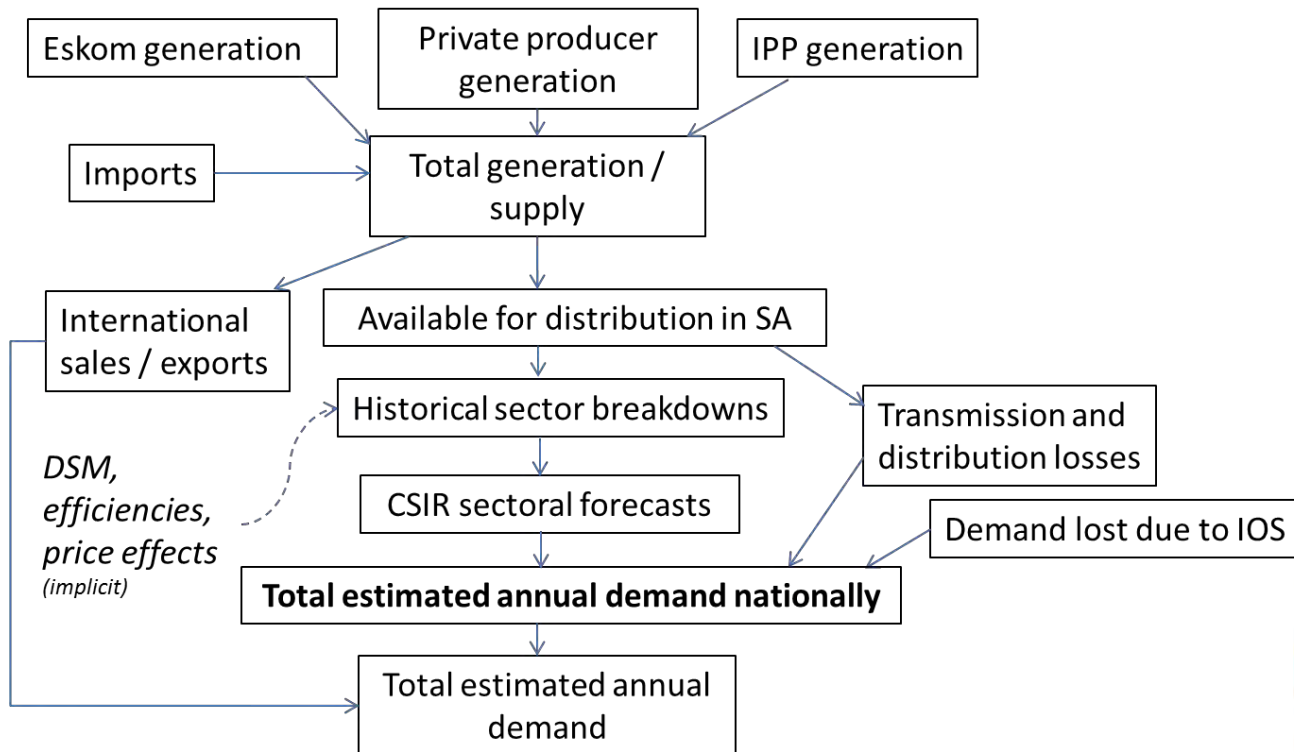 Eskom generation
Private producer
generation
IPP generation
Imports
Total generation /
supply
International
sales / exports
Available for distribution in SA
Historical sector breakdowns
Transmission and
distribution losses
DSM,
efficiencies,
price effects
(implicit)
CSIR sectoral forecasts
Demand lost due to IOS
Total estimated annual demand nationally
Total estimated annual
demand